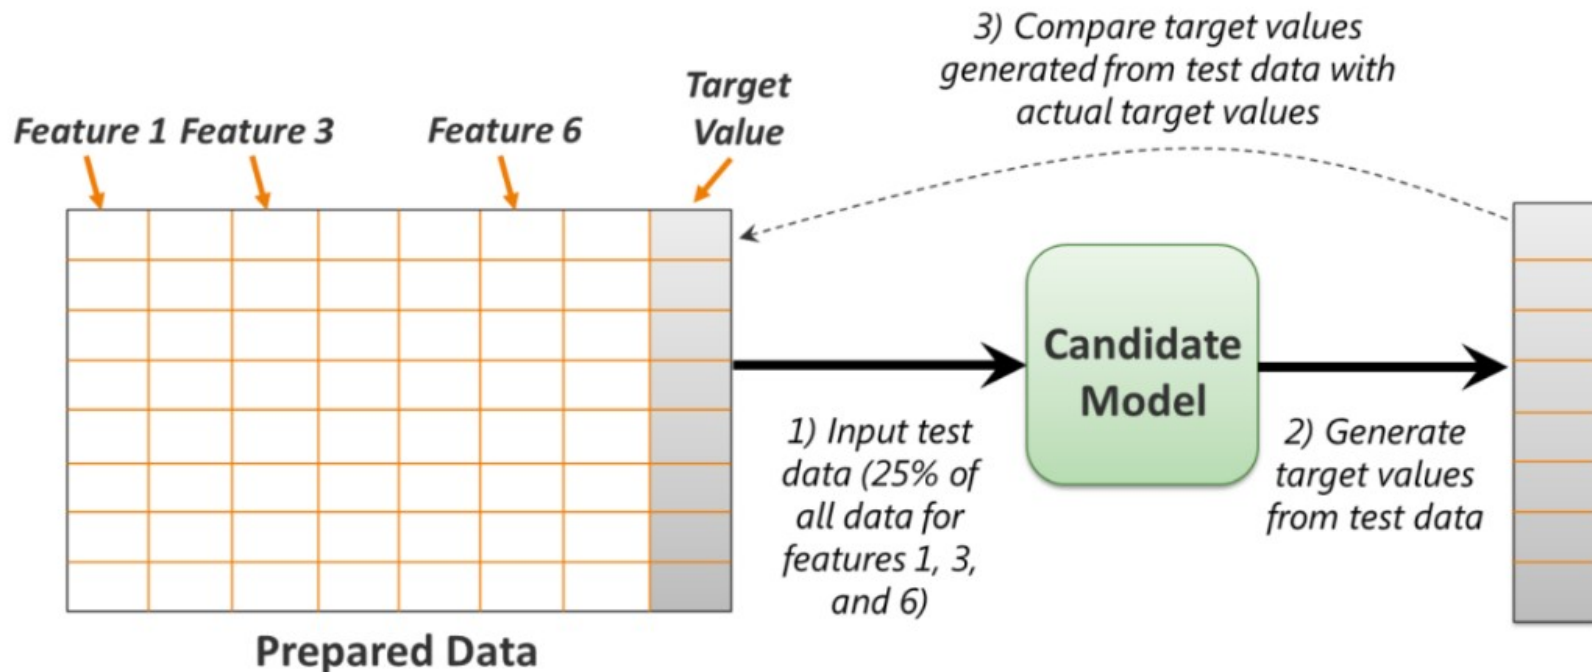 3) Compare target values
generated from test data with
actual target values
Target
Value
Feature 1 Feature 3 Feature 6
Candidate
Model
1) Input test
data (25% of
all data for
features 1, 3,
and 6)
2) Generate
target values
from test data
Prepared Data